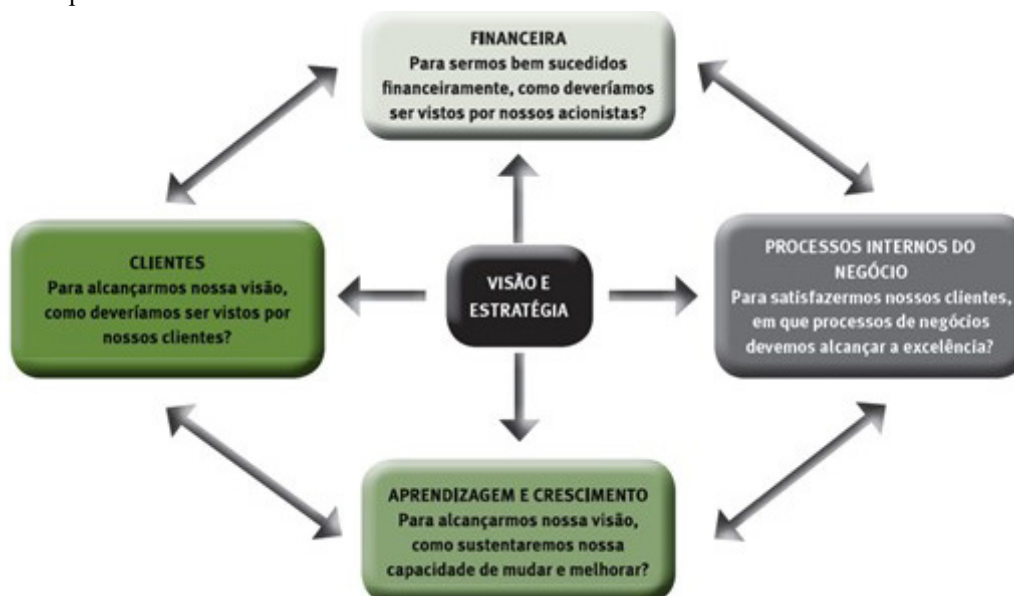 FINANCEIRA
Para sermos bem sucedidos
financeiramente, como deveríamos
ser vistos por nossos acionistas?
CLIENTES
Para alcançarmos nossa visão,
como deveríamos ser vistos por
nossos clientes?
VISÃO E
ESTRATÉGIA
PROCESSOS INTERNOS DO
NEGÓCIO
Para satisfazermos nossos clientes,
em que processos de negócios
devemos alcançar a excelência?
APRENDIZAGEM E CRESCIMENTO
Para alcançarmos nossa visão,
como sustentaremos nossa
capacidade de mudar e melhorar?